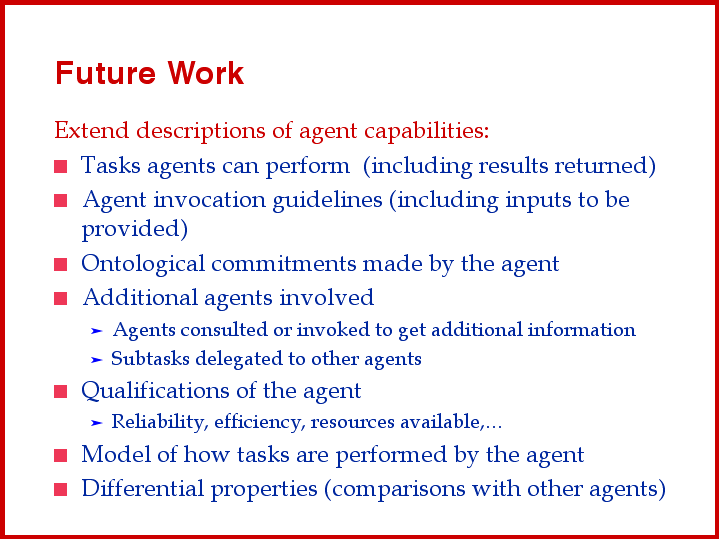 Future Work
Extend descriptions of agent capabilities:
Tasks agents can perform  (including results returned)
Agent invocation guidelines (including inputs to be
provided)
Ontological commitments made by the agent
Additional agents involved
➢ Agents consulted or invoked to get additional information
➢ Subtasks delegated to other agents
Qualifications of the agent
➢ Reliability, efficiency, resources available,…
Model of how tasks are performed by the agent
Differential properties (comparisons with other agents)